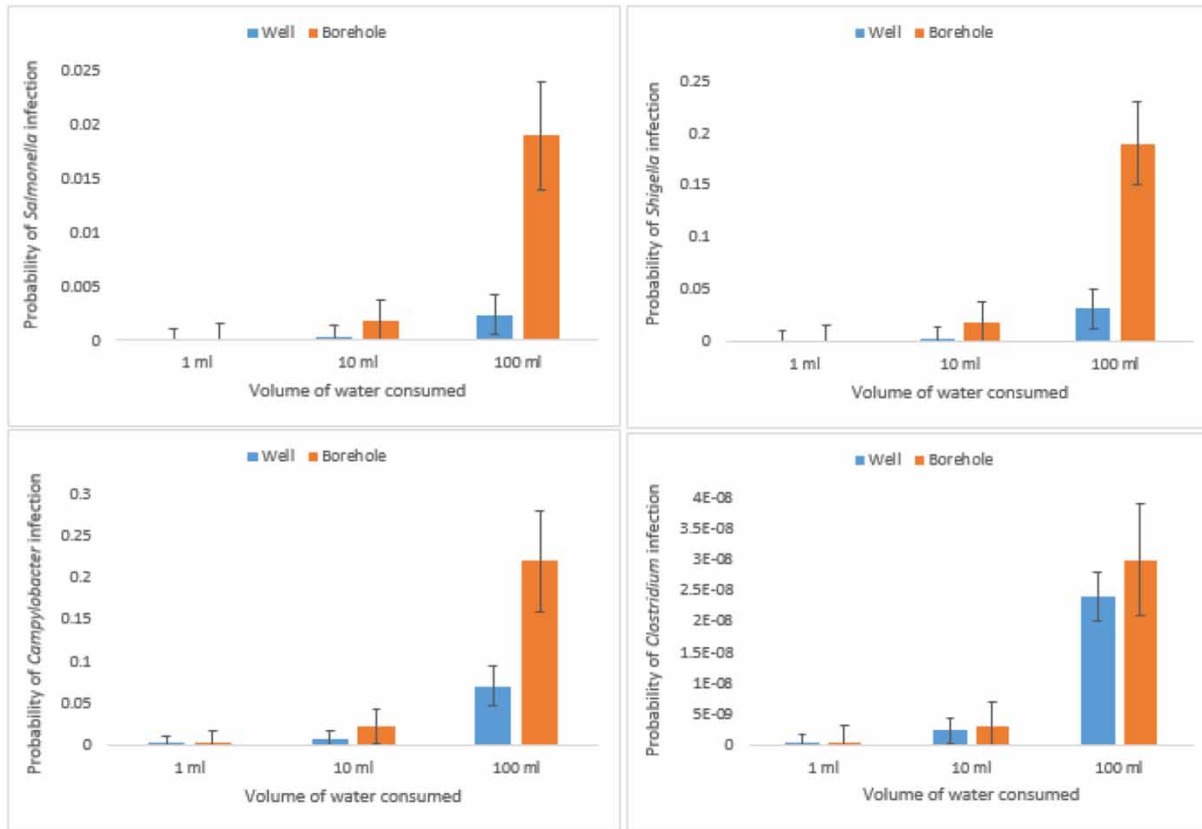 Well Borehole
Probability of Salmonella infection
0.025
0.02
0.015
0.01
0.005
0
1 ml 10 ml 100 ml
Volume of water consumed
Well Borehole
Probability of Shigella infection
0.25
0.2
0.15
0.1
0.05
0
1 ml 10 ml 100 ml
Volume of water consumed
Well Borehole
Probability of Campylobacter infection
0.3
0.25
0.2
0.15
0.1
0.05
0
1 ml 10 ml 100 ml
Volume of water consumed
Well Borehole
Probability of Clostridium infection
4E-08
3.5E-08
3E-08
2.5E-08
2E-08
1.5E-08
1E-08
5E-09
0
1 ml 10 ml 100 ml
Volume of water consumed